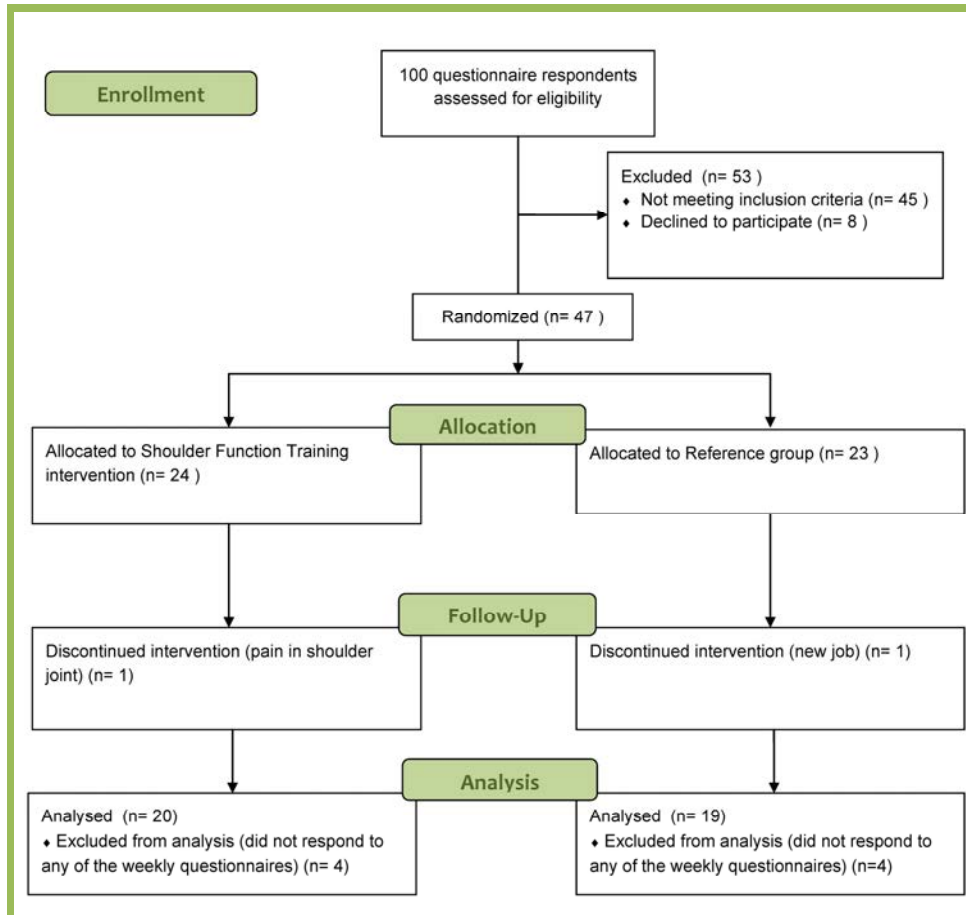 Enrollment
100 questionnaire respondents
assessed for eligibility
Excluded (n= 53 )
♦ Not meeting inclusion criteria (n= 45 )
♦ Declined to participate (n= 8 )
Randomized (n= 47 )
Allocation
Allocated to Shoulder Function Training
intervention (n= 24 )
Allocated to Reference group (n= 23 )
Follow-Up
Discontinued intervention (pain in shoulder
joint) (n= 1)
Discontinued intervention (new job) (n= 1)
Analysis
Analysed (n= 20)
♦ Excluded from analysis (did not respond to
any of the weekly questionnaires) (n= 4)
Analysed (n= 19)
♦ Excluded from analysis (did not respond to
any of the weekly questionnaires) (n=4)